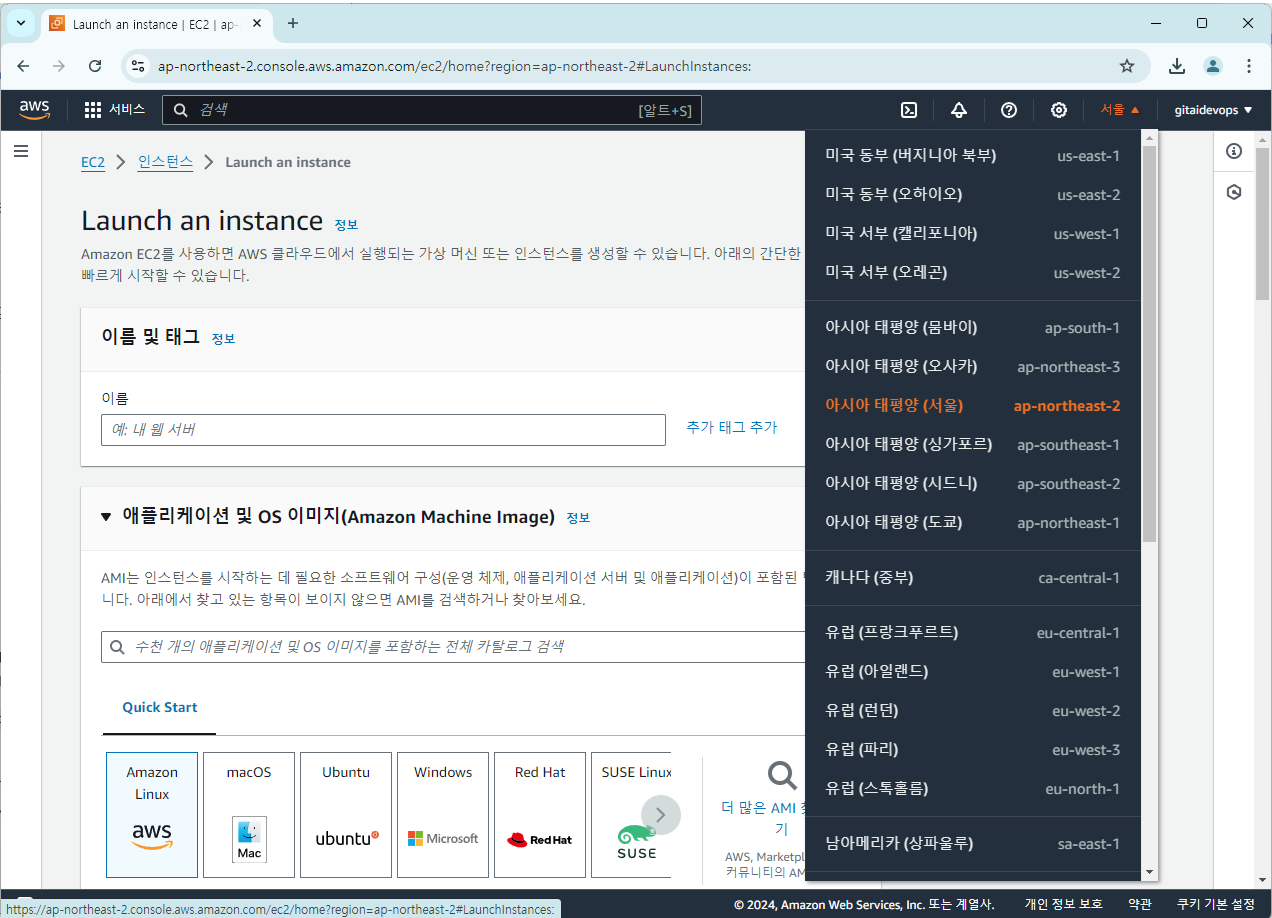 Launch an instance | EC2 | ap-
ap-northeast-2.console.aws.amazon.com/ec2/home?region=ap-northeast-2#LaunchInstances:
aws 서비스 검색 [알트+S] 서울 gitaidevops
EC2 인스턴스 Launch an instance
Launch an instance 정보
Amazon EC2를 사용하면 AWS 클라우드에서 실행되는 가상 머신 또는 인스턴스를 생성할 수 있습니다. 아래의 간단한
빠르게 시작할 수 있습니다.
이름 및 태그 정보
이름
예: 내 웹 서버 추가 태그 추가
애플리케이션 및 OS 이미지(Amazon Machine Image) 정보
AMI는 인스턴스를 시작하는 데 필요한 소프트웨어 구성(운영 체제, 애플리케이션 서버 및 애플리케이션)이 포함된
니다. 아래에서 찾고 있는 항목이 보이지 않으면 AMI를 검색하거나 찾아보세요.
수천 개의 애플리케이션 및 OS 이미지를 포함하는 전체 카탈로그 검색
Quick Start
Amazon
Linux
aws
macOS
Mac
Ubuntu
ubuntu
Windows
Microsoft
Red Hat
Red Hat
SUSE Linux
SUSE
더 많은 AMI
기
AWS, Marketpl
커뮤니티의 AM
미국 동부 (버지니아 북부) us-east-1
미국 동부 (오하이오) us-east-2
미국 서부 (캘리포니아) us-west-1
미국 서부 (오레곤) us-west-2
아시아 태평양 (뭄바이) ap-south-1
아시아 태평양 (오사카) ap-northeast-3
아시아 태평양 (서울) ap-northeast-2
아시아 태평양 (싱가포르) ap-southeast-1
아시아 태평양 (시드니) ap-southeast-2
아시아 태평양 (도쿄) ap-northeast-1
캐나다 (중부) ca-central-1
유럽 (프랑크푸르트) eu-central-1
유럽 (아일랜드) eu-west-1
유럽 (런던) eu-west-2
유럽 (파리) eu-west-3
유럽 (스톡홀름) eu-north-1
남아메리카 (상파울루) sa-east-1
https://ap-northeast-2.console.aws.amazon.com/ec2/home?region=ap-northeast-2#LaunchInstances:
© 2024, Amazon Web Services, Inc. 또는 계열사. 개인 정보 보호 약관 쿠키 기본 설정